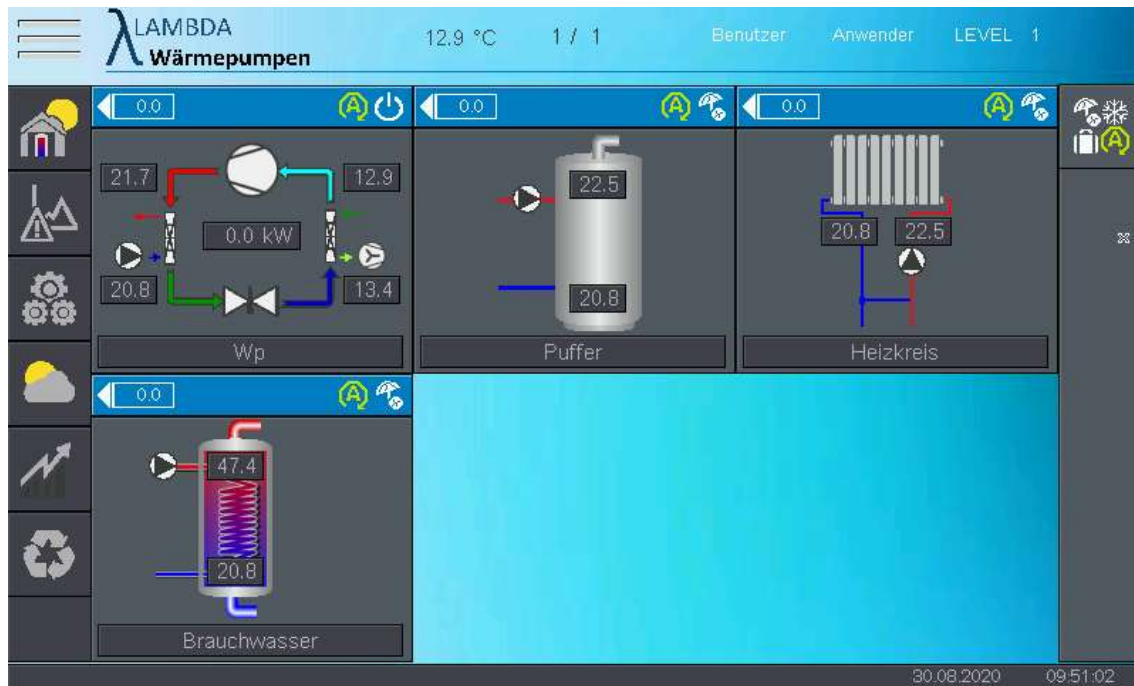 LAMBDA
Wärmepumpen
12.9 °C 1 / 1 Benutzer Anwender LEVEL 1
0.0 A
0.0 A
0.0 A
A
21.7 12.9
0.0 kW
20.8 13.4
Wp
22.5
20.8
Puffer
20.8 22.5
Heizkreis
0.0 A
47.4
20.8
Brauchwasser
30.08.2020 09:51:02